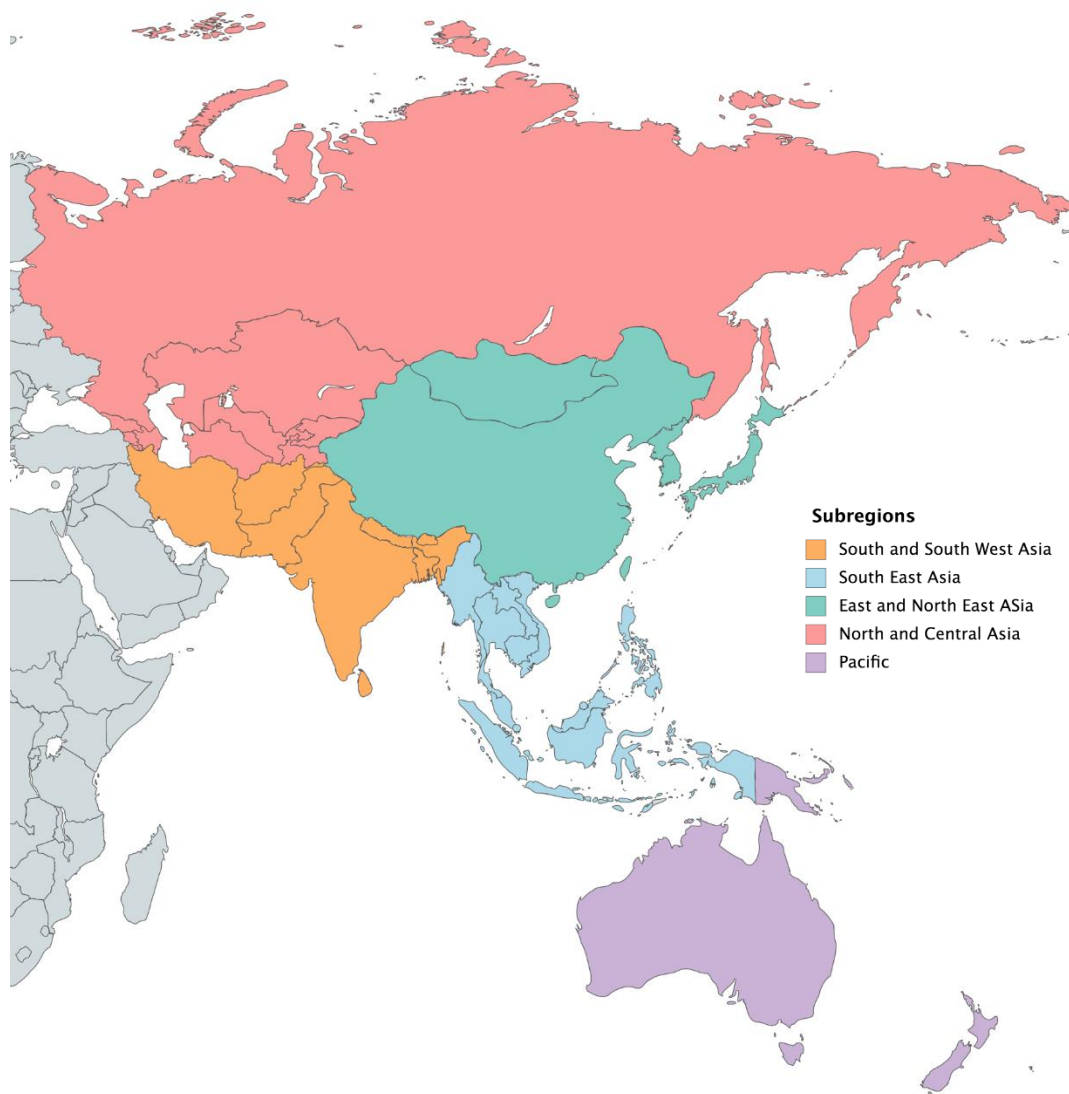 Subregions
South and South West Asia
South East Asia
East and North East ASia
North and Central Asia
Pacific